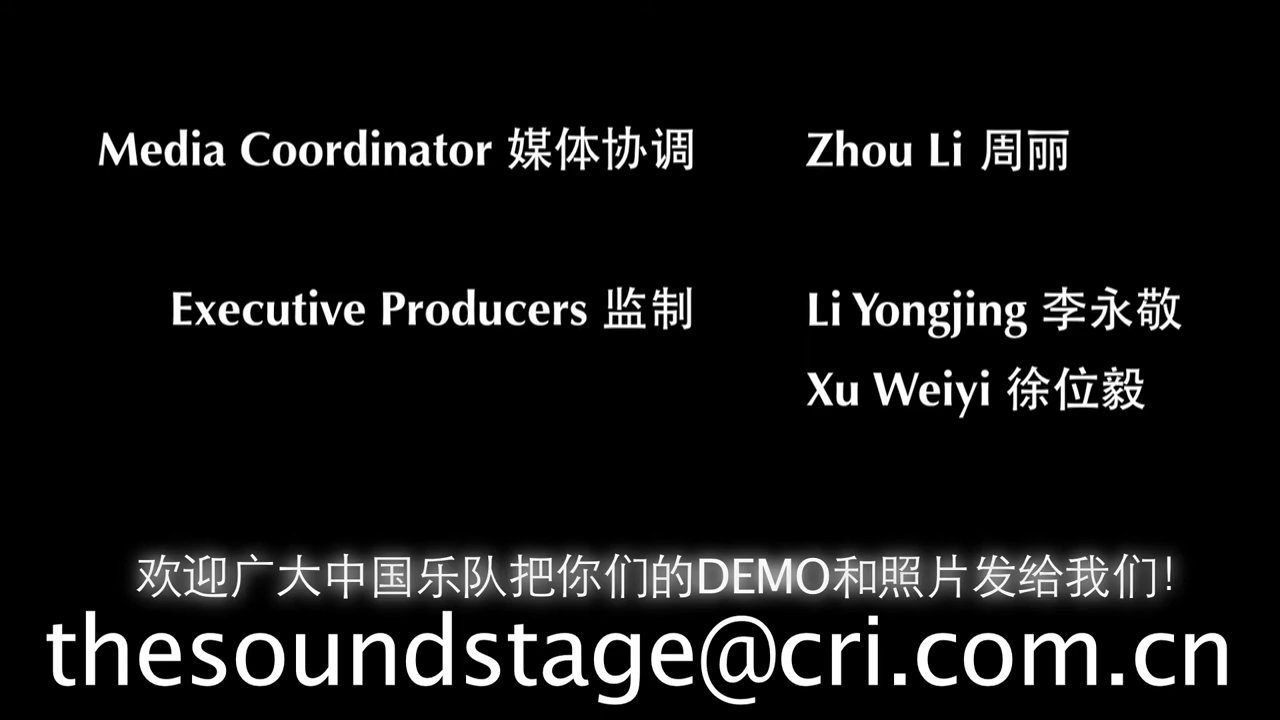 Media Coordinator 媒体协调 Zhou Li 周丽
Executive Producers 监制 Li Yongjing 李永敬
Xu Weiyi 徐位毅
欢迎广大中国乐队把你们的DEMO和照片发给我们!
thesoundstage@cri.com.cn